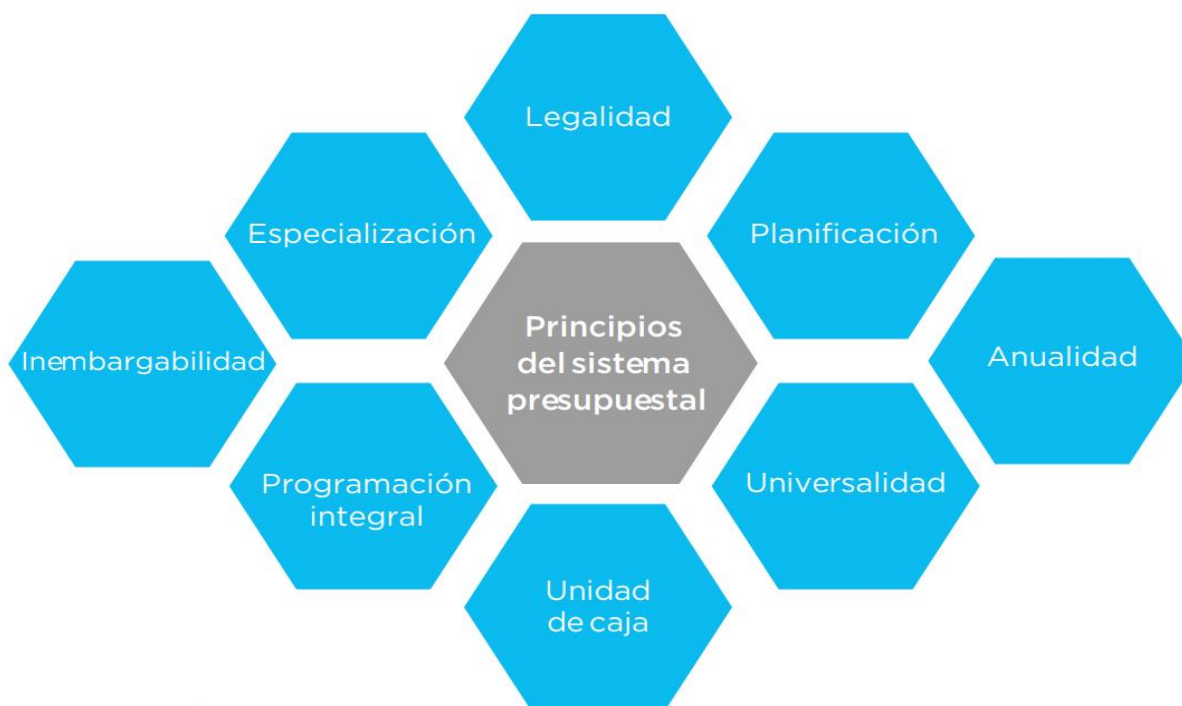 Legalidad
Especialización
Planificación
Inembargabilidad
Principios
del sistema
presupuestal
Anualidad
Programación
integral
Universalidad
Unidad
de caja